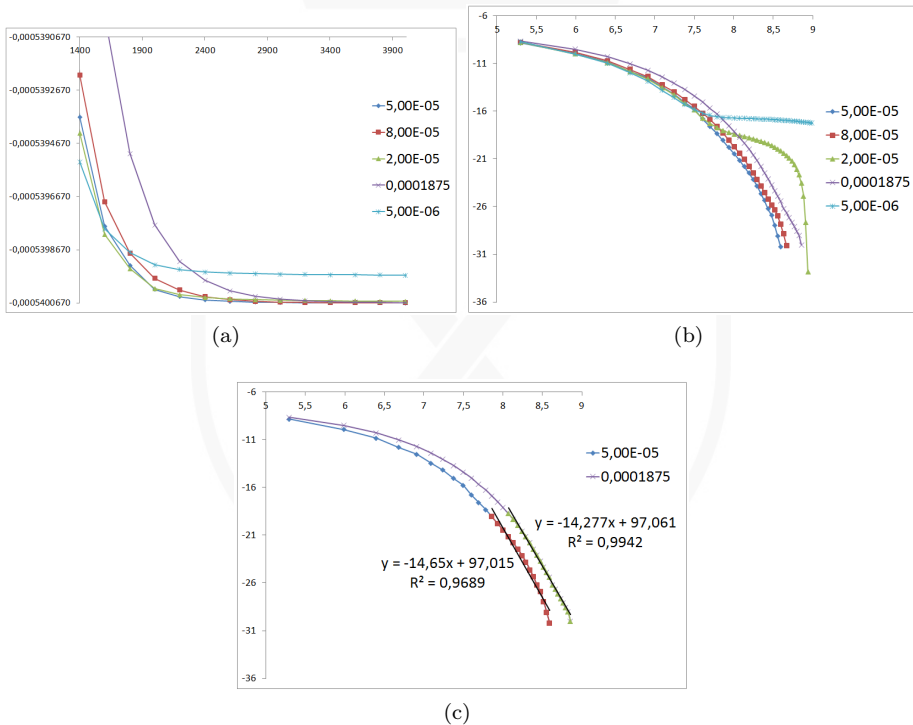 -0,0005390670
1400 1900 2400 2900 3400 3900
-0,0005392670
-0,0005394670
-0,0005396670
-0,0005398670
-0,0005400670
5,00E-05
8,00E-05
2,00E-05
0,0001875
5,00E-06
(a)
-6
5 5,5 6 6,5 7 7,5 8 8,5 9
-11
-16
-21
-26
-31
-36
5,00E-05
8,00E-05
2,00E-05
0,0001875
5,00E-06
(b)
-6
5 5,5 6 6,5 7 7,5 8 8,5 9
-11
-16
-21
-26
-31
-36
5,00E-05
0,0001875
y = -14,277x + 97,061
R² = 0,9942
y = -14,65x + 97,015
R² = 0,9689
(c)